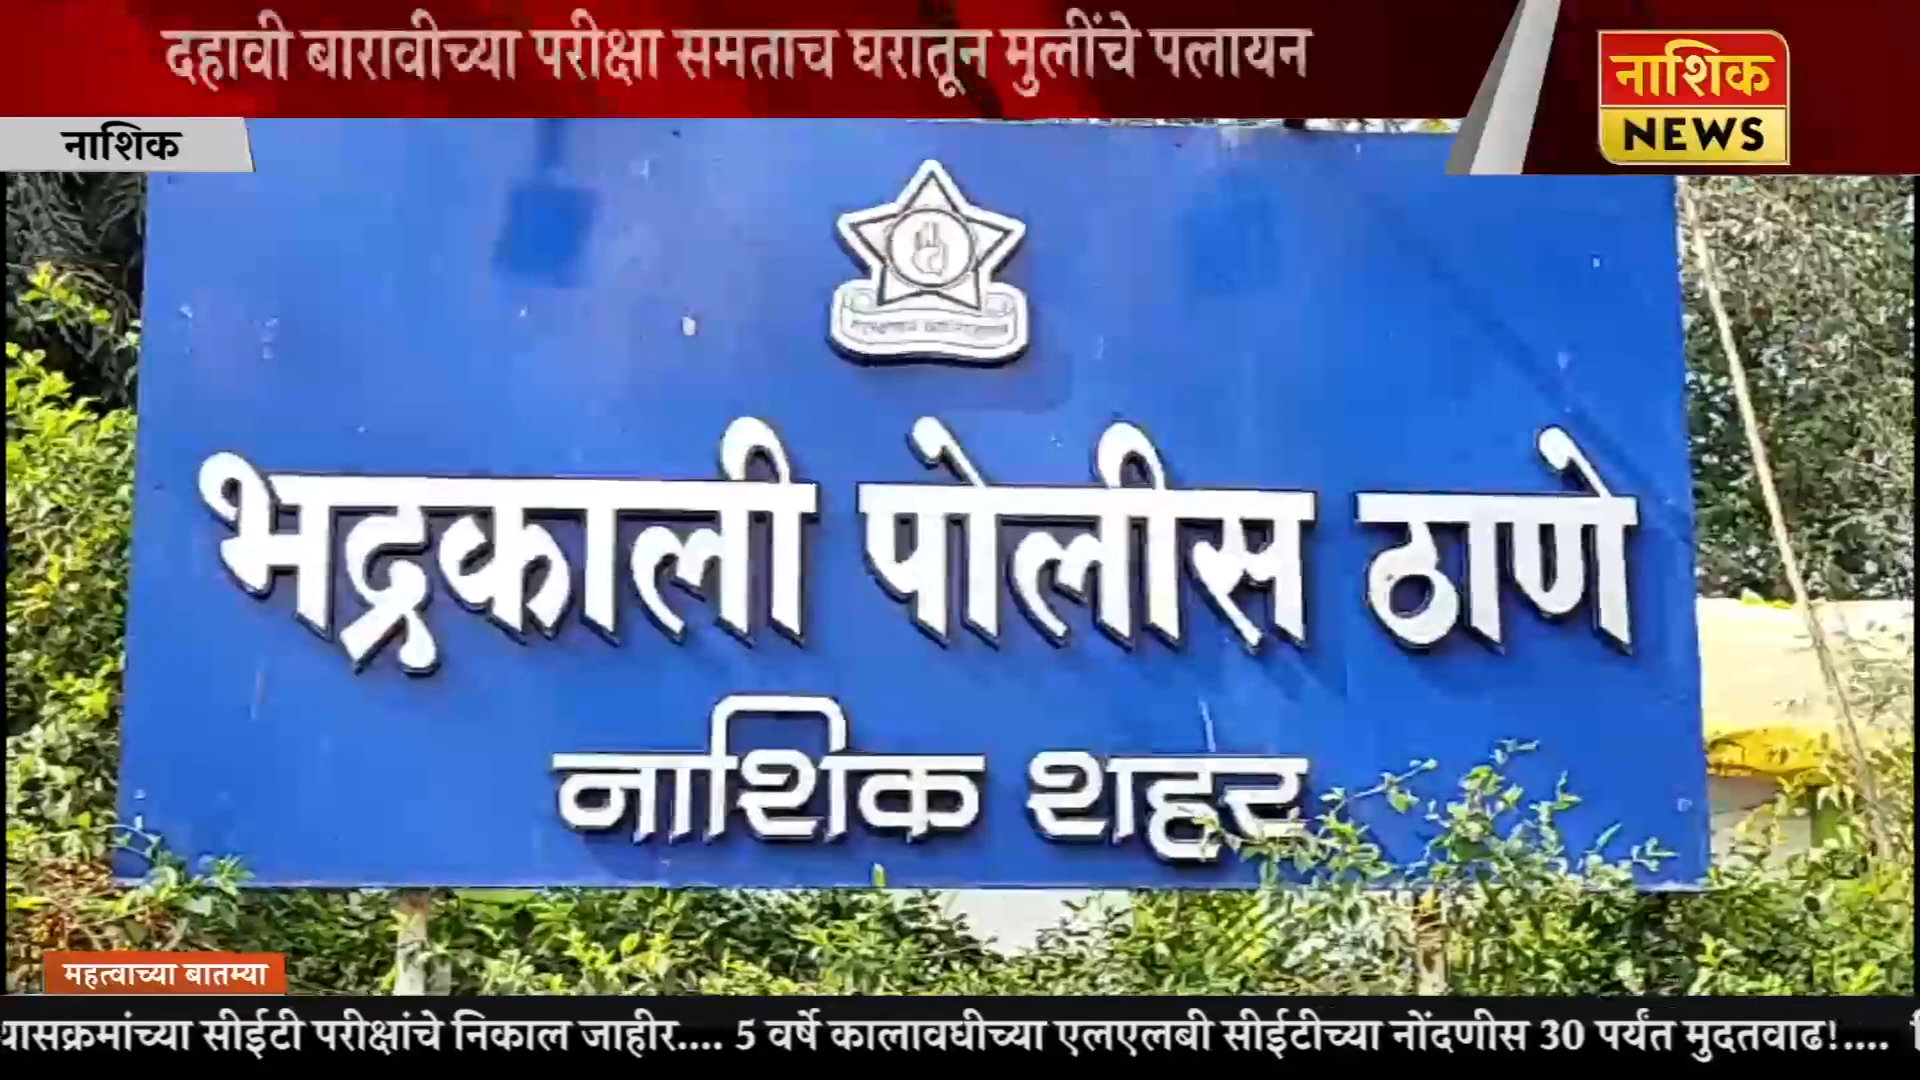 दहावी बारावीच्या परीक्षा समताच घरातून मुलींचे पलायन
नाशिक
NEWS
नाशिक
भद्रकाली पोलीस ठाणे
नाशिक शहर
महत्वाच्या बातम्या
सीईटी परीक्षांचे निकाल जाहीर.... 5 वर्षे कालावधीच्या एलएलबी सीईटीच्या नोंदणीस 30 पर्यंत मुदतवाढ!....